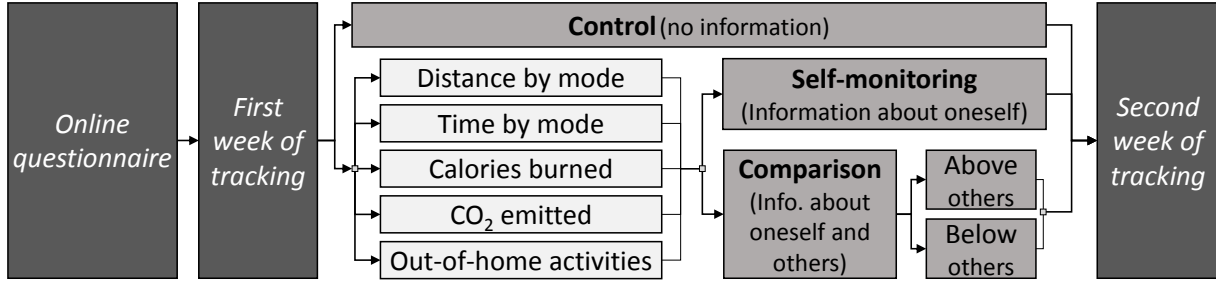 Online
questionnaire
First
week of
tracking
Control (no information)
Distance by mode
Time by mode
Calories burned
CO₂ emitted
Out-of-home activities
Self-monitoring
(Information about oneself)
Comparison
(Info. about
oneself and
others)
Above
others
Below
others
Second
week of
tracking